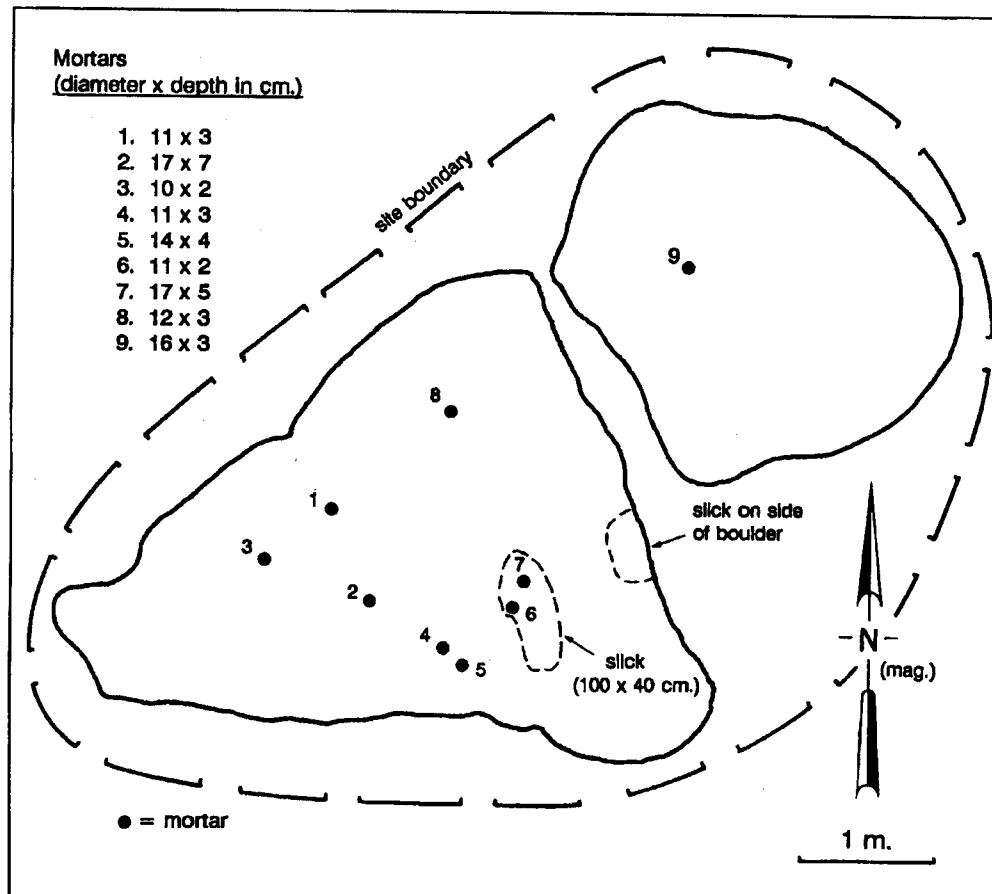 Mortars
(diameter x depth in cm.)
1. 11 x 3
2. 17 x 7
3. 10 x 2
4. 11 x 3
5. 14 x 4
6. 11 x 2
7. 17 x 5
8. 12 x 3
9. 16 x 3
site boundary
9
8
1
3
2
4
5
7
6
slick on side
of boulder
slick
(100 x 40 cm.)
N
(mag.)
● = mortar
1 m.